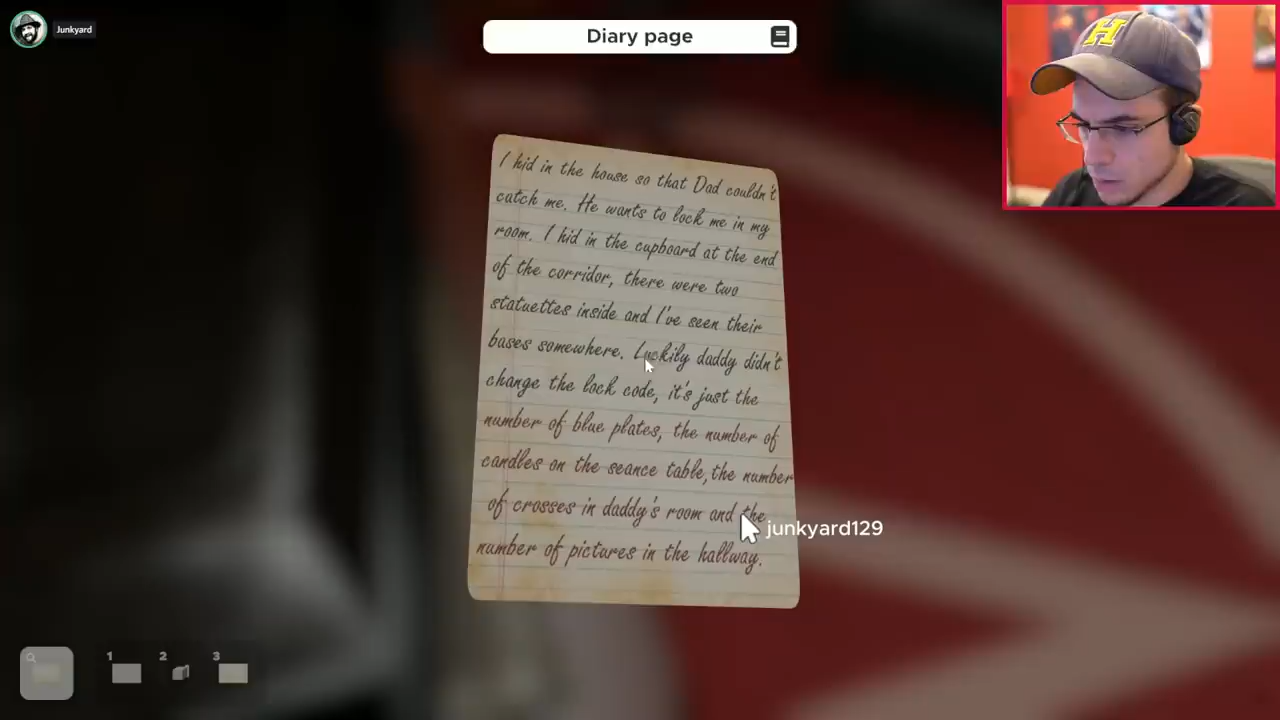 Junkyard
Diary page
H
I hid in the house so that Dad couldn't
catch me. He wants to lock me in my
room. I hid in the cupboard at the end
of the corridor, there were two
statuettes inside and I've seen their
bases somewhere. Luckily daddy didn't
change the lock code, it's just the
number of blue plates, the number of
candles on the seance table, the number
of crosses in daddy's room and the
number of pictures in the hallway.
junkyard129
1 2 3